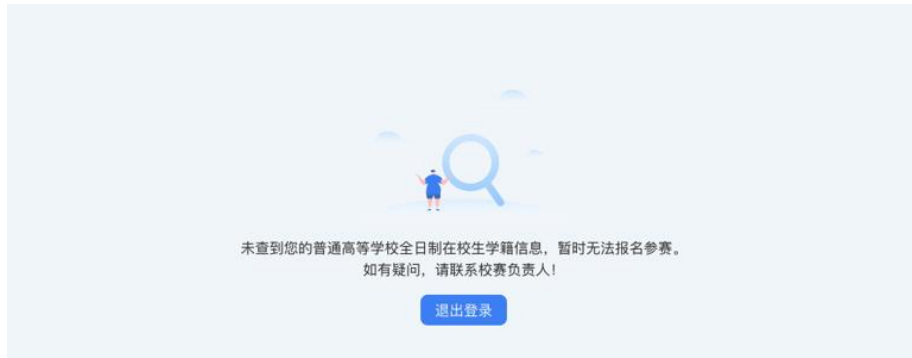 未查到您的普通高等学校全日制在校生学籍信息，暂时无法报名参赛。
如有疑问，请联系校赛负责人！
退出登录